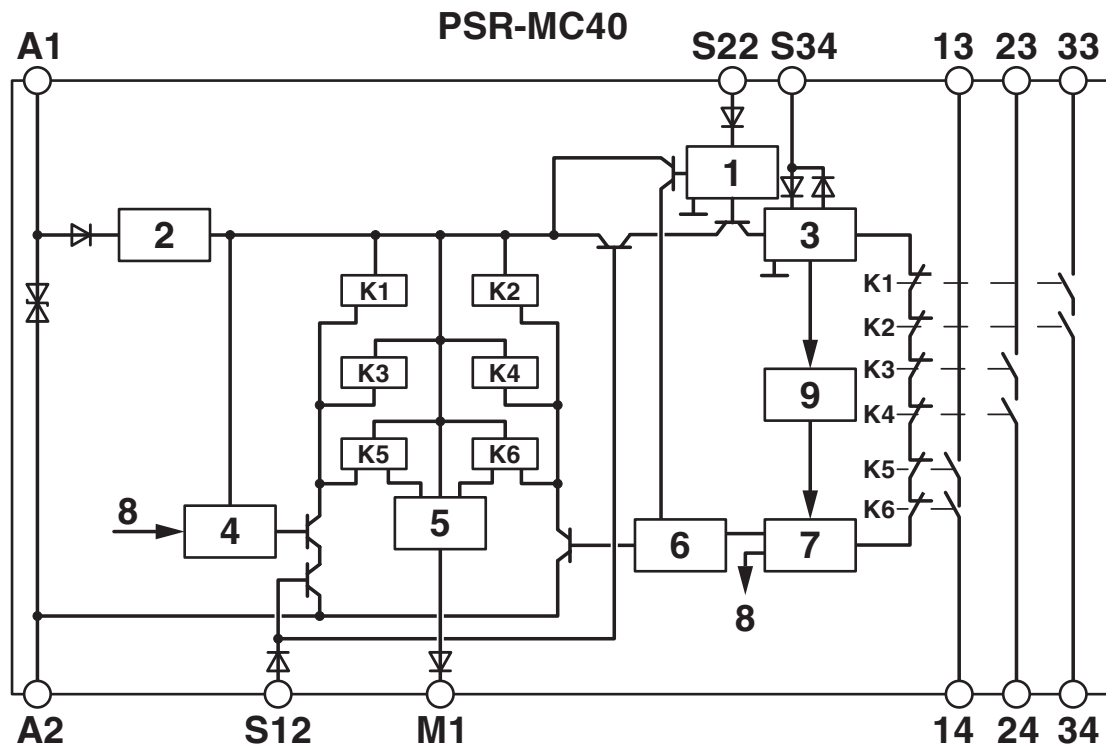 PSR-MC40
A1 S22 S34 13 23 33
1
2 3
K1 K2 K1
K2
K3 K4 9 K3
K4
K5 K6 K5
8 4 5 6 7 K6
8
A2 S12 M1 14 24 34